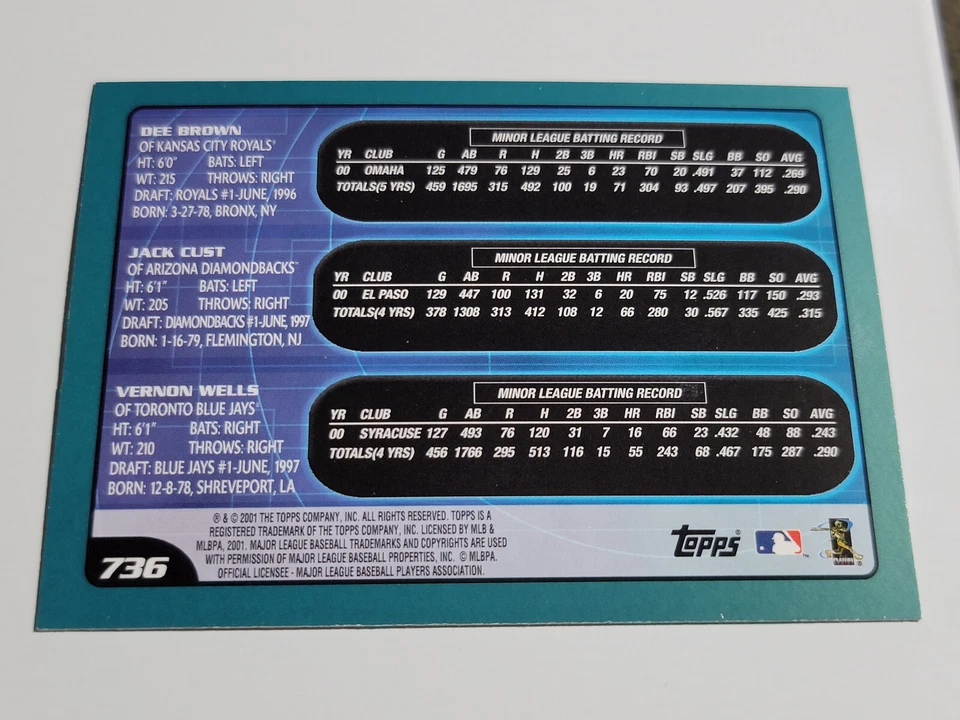 DEE BROWN
OF KANSAS CITY ROYALS®
HT: 6'0" BATS: LEFT
WT: 215 THROWS: RIGHT
DRAFT: ROYALS #1-JUNE, 1996
BORN: 3-27-78, BRONX, NY
MINOR LEAGUE BATTING RECORD
YR CLUB G AB R H 2B 3B HR RBI SB SLG BB SO AVG
00 OMAHA 125 479 76 129 25 6 23 70 20 .491 37 112 .269
TOTALS(5 YRS) 459 1695 315 492 100 19 71 304 93 .497 207 395 .290
JACK CUST
OF ARIZONA DIAMONDBACKS™
HT: 6'1" BATS: LEFT
WT: 205 THROWS: RIGHT
DRAFT: DIAMONDBACKS #1-JUNE, 1997
BORN: 1-16-79, FLEMINGTON, NJ
MINOR LEAGUE BATTING RECORD
YR CLUB G AB R H 2B 3B HR RBI SB SLG BB SO AVG
00 EL PASO 129 447 100 131 32 6 20 75 12 .526 117 150 .293
TOTALS(4 YRS) 378 1308 313 412 108 12 66 280 30 .567 335 425 .315
VERNON WELLS
OF TORONTO BLUE JAYS®
HT: 6'1" BATS: RIGHT
WT: 210 THROWS: RIGHT
DRAFT: BLUE JAYS #1-JUNE, 1997
BORN: 12-8-78, SHREVEPORT, LA
MINOR LEAGUE BATTING RECORD
YR CLUB G AB R H 2B 3B HR RBI SB SLG BB SO AVG
00 SYRACUSE 127 493 76 120 31 7 16 66 23 .432 48 88 .243
TOTALS(4 YRS) 456 1766 295 513 116 15 55 243 68 .467 175 287 .290
® & © 2001 THE TOPPS COMPANY, INC. ALL RIGHTS RESERVED. TOPPS IS A
REGISTERED TRADEMARK OF THE TOPPS COMPANY, INC. LICENSED BY MLB &
MLBPA, 2001. MAJOR LEAGUE BASEBALL TRADEMARKS AND COPYRIGHTS ARE USED
WITH PERMISSION OF MAJOR LEAGUE BASEBALL PROPERTIES, INC. © MLBPA.
OFFICIAL LICENSEE - MAJOR LEAGUE BASEBALL PLAYERS ASSOCIATION.
736
TOPPS®
™
PLAYERS
®